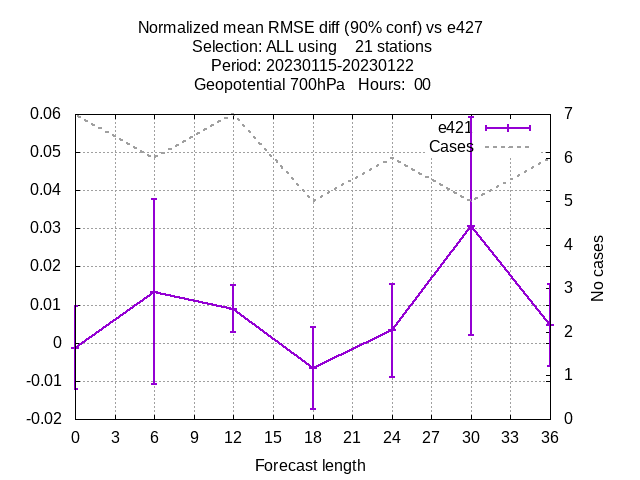 Normalized mean RMSE diff (90% conf) vs e427
Selection: ALL using    21 stations
Period: 20230115-20230122
Geopotential 700hPa   Hours:  00
0.06
0.05
0.04
0.03
0.02
0.01
0
-0.01
-0.02
e421
Cases
7
6
5
4
3
2
1
0
No cases
0 3 6 9 12 15 18 21 24 27 30 33 36
Forecast length